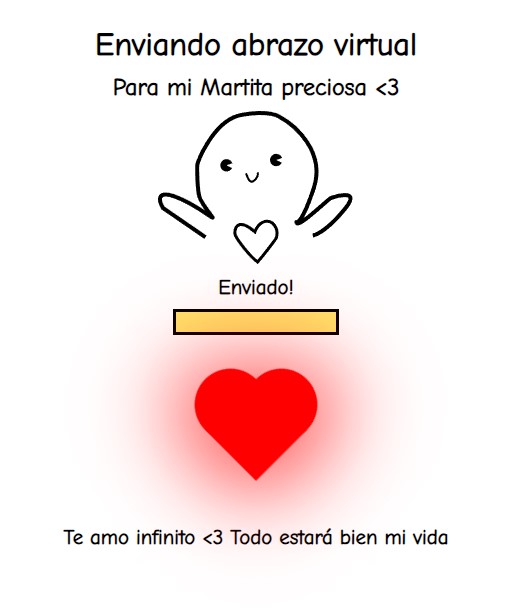 Enviando abrazo virtual
Para mi Martita preciosa <3
Enviado!
Te amo infinito <3 Todo estará bien mi vida